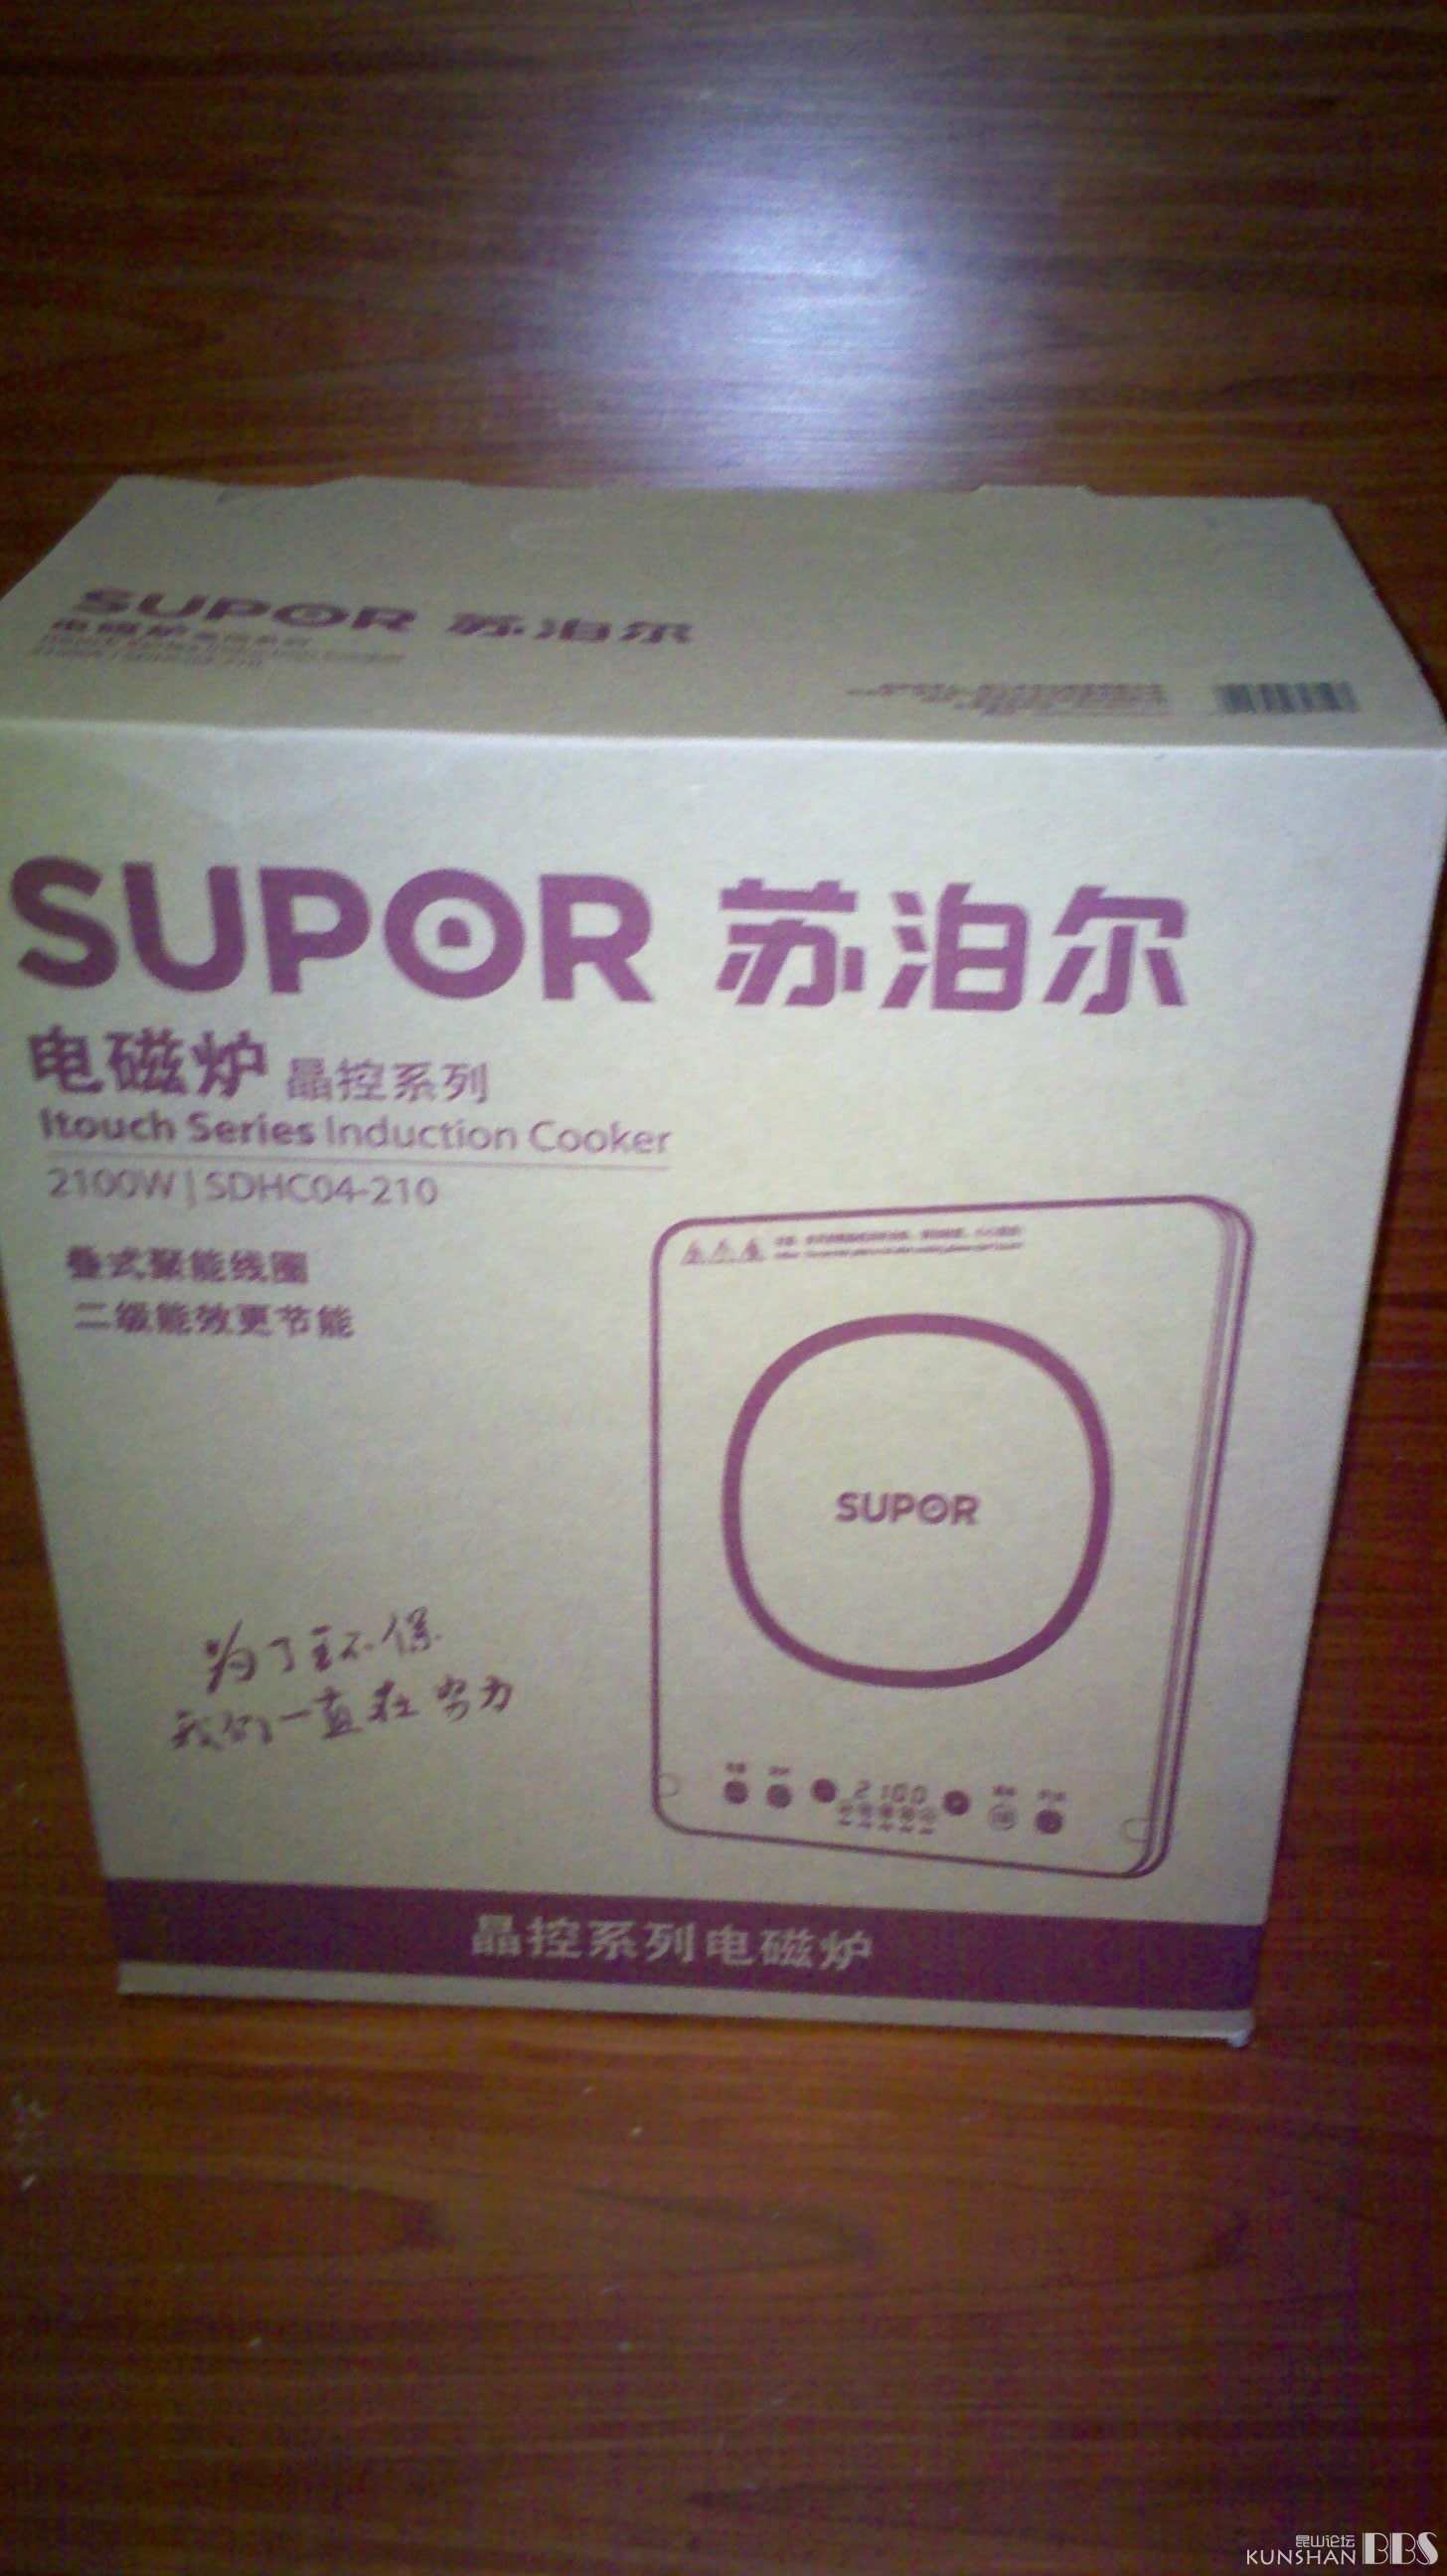 SUPOR 苏泊尔
SUPOR 苏泊尔
电磁炉 晶控系列
Itouch Series Induction Cooker
2100W | SDHC04-210
叠式聚能线圈
二级能效更节能
SUPOR
为了环保
我们一直在努力
2100
晶控系列电磁炉
昆山论坛
KUNSHAN BBS